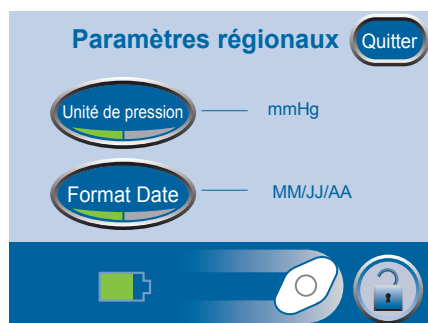 Paramètres régionaux
Quitter
Unité de pression
mmHg
Format Date
MM/JJ/AA